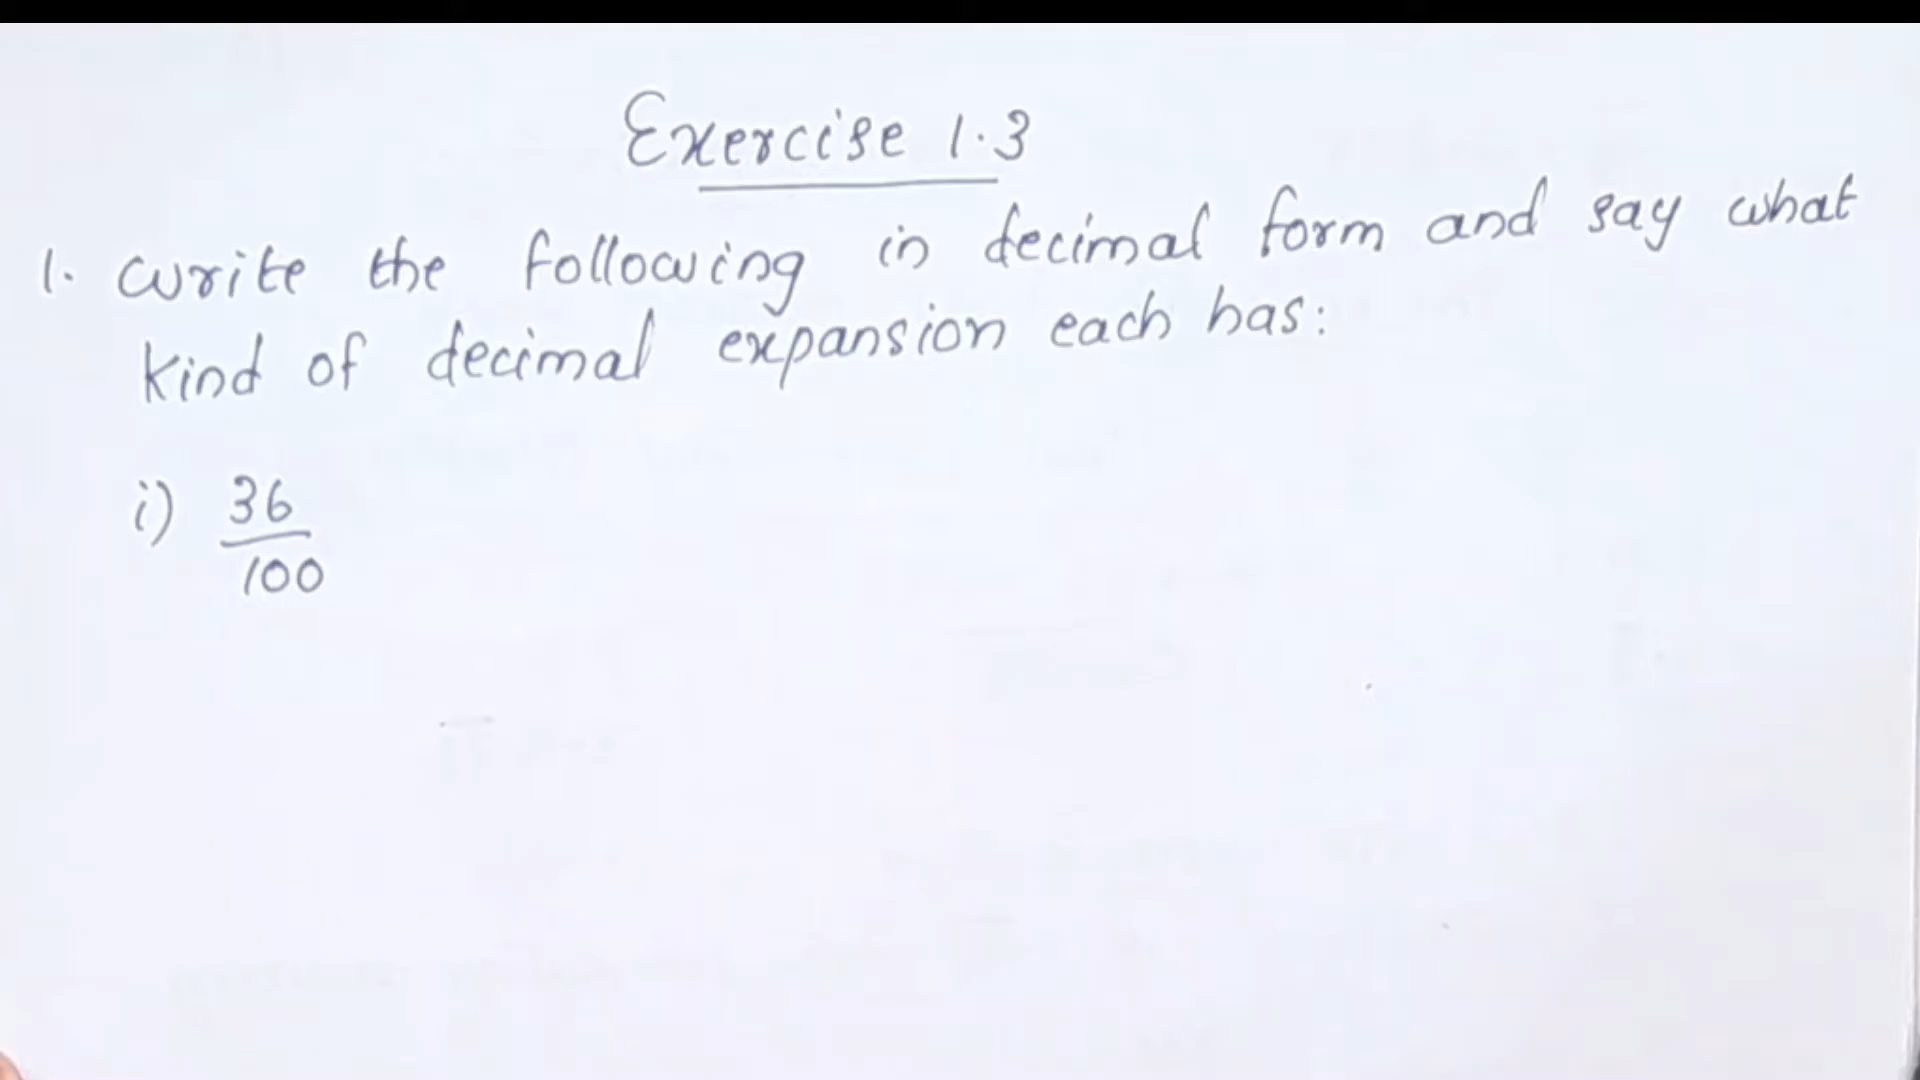 Exercise 1.3
1. Write the following in decimal form and say what
kind of decimal expansion each has:
i) 36
100